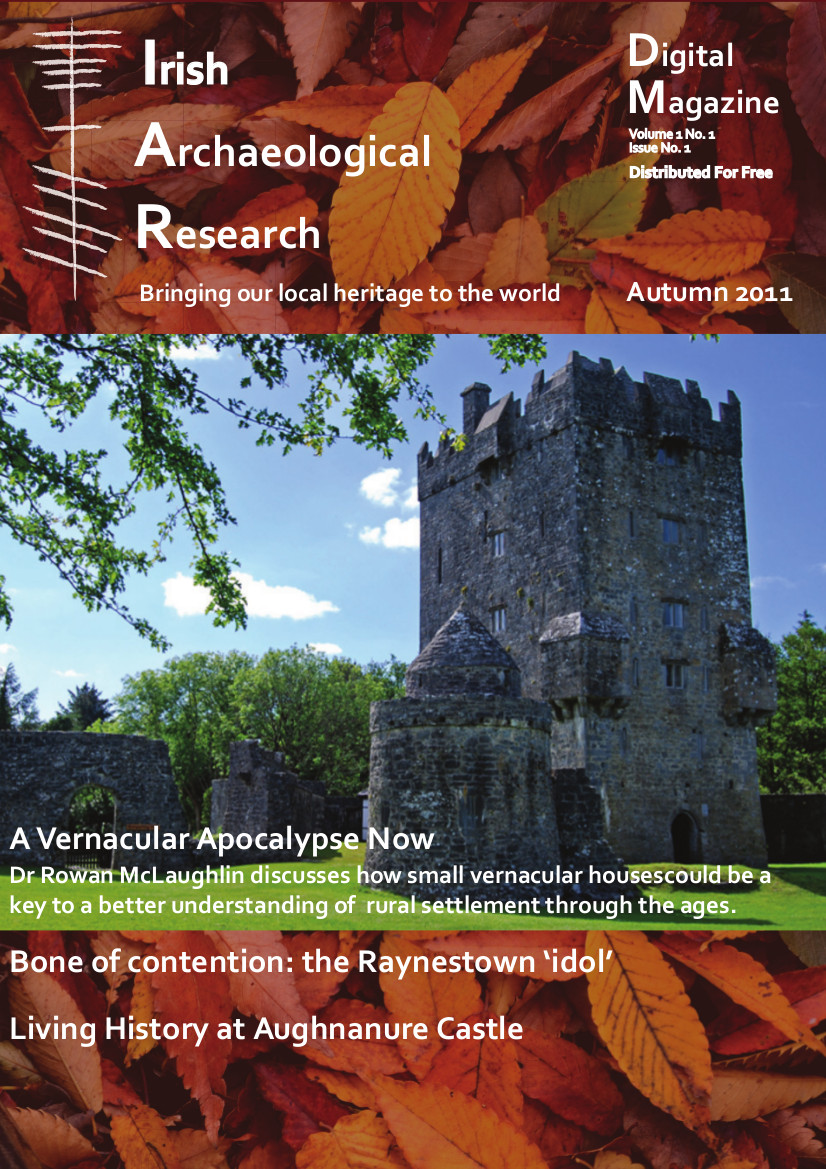 Irish
Archaeological
Research
Bringing our local heritage to the world
Digital
Magazine
Volume 1 No. 1
Issue No. 1
Distributed For Free
Autumn 2011
A Vernacular Apocalypse Now
Dr Rowan McLaughlin discusses how small vernacular housescould be a
key to a better understanding of rural settlement through the ages.
Bone of contention: the Raynestown ‘idol’
Living History at Aughnanure Castle